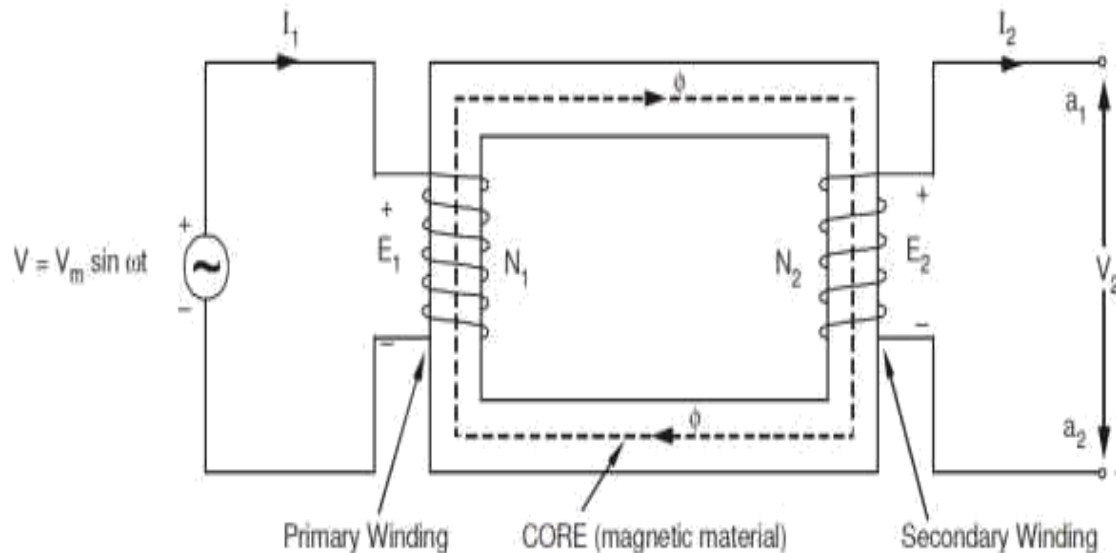 I₁
I₂
ϕ
a₁
+
+
+
E₁
N₁
N₂
E₂
V = Vₘ sin ωt
V₂
−
−
−
ϕ
a₂
Primary Winding
CORE (magnetic material)
Secondary Winding